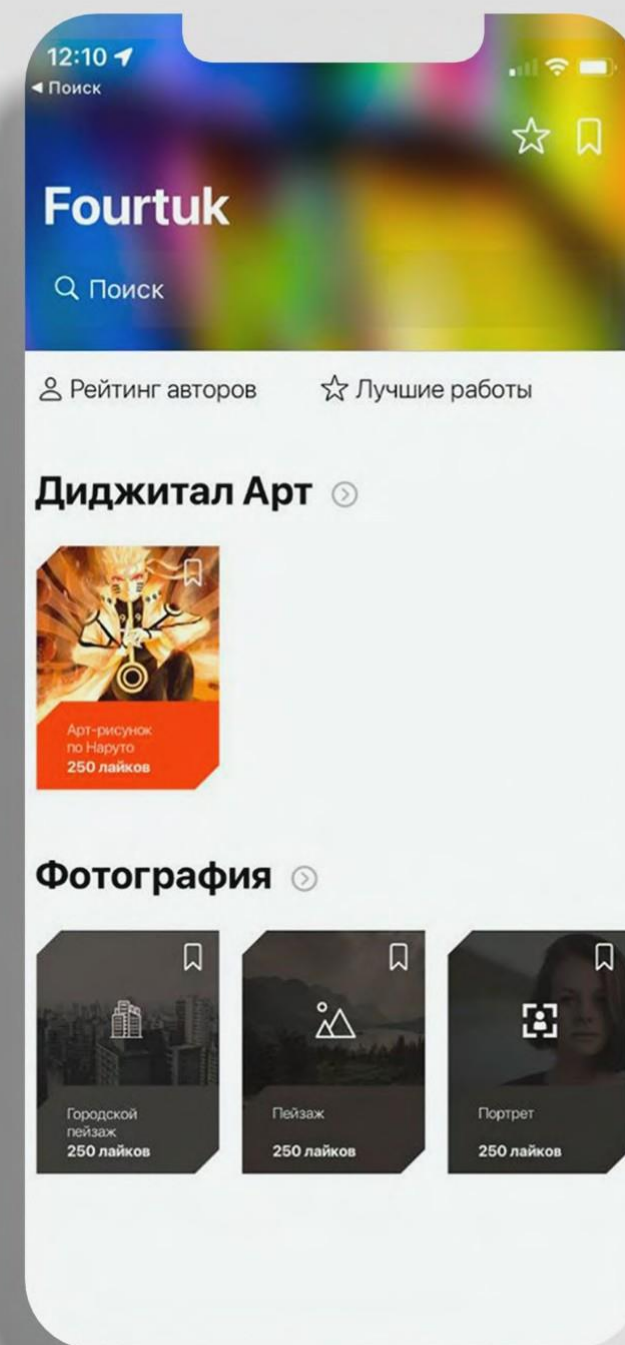 12:10
Поиск
Fourtuk
Поиск
Рейтинг авторов
Лучшие работы
Диджитал Арт
Арт-рисунок
по Наруто
250 лайков
Фотография
Городской
пейзаж
250 лайков
Пейзаж
250 лайков
Портрет
250 лайков